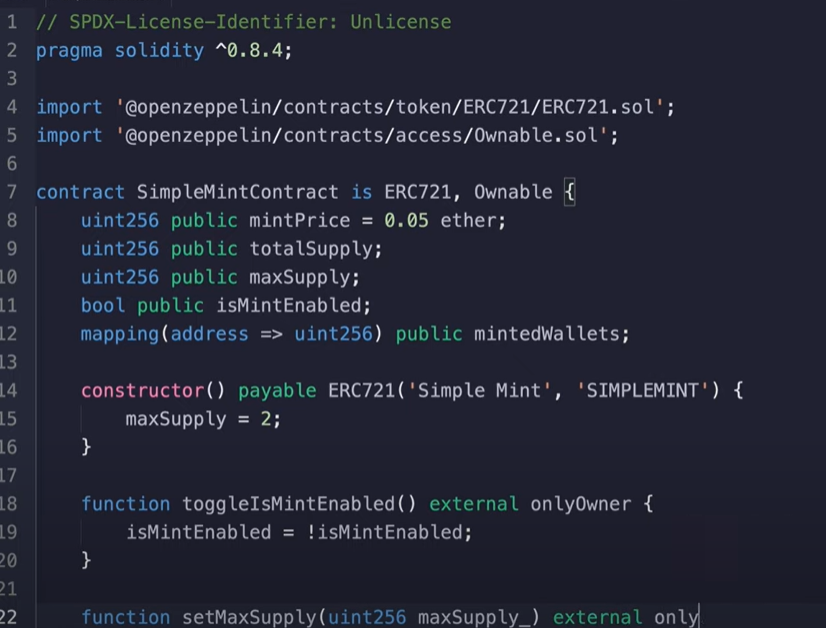 1 // SPDX-License-Identifier: Unlicense
2 pragma solidity ^0.8.4;
3
4 import '@openzeppelin/contracts/token/ERC721/ERC721.sol';
5 import '@openzeppelin/contracts/access/Ownable.sol';
6
7 contract SimpleMintContract is ERC721, Ownable {
8     uint256 public mintPrice = 0.05 ether;
9     uint256 public totalSupply;
10     uint256 public maxSupply;
11     bool public isMintEnabled;
12     mapping(address => uint256) public mintedWallets;
13
14     constructor() payable ERC721('Simple Mint', 'SIMPLEMINT') {
15         maxSupply = 2;
16     }
17
18     function toggleIsMintEnabled() external onlyOwner {
19         isMintEnabled = !isMintEnabled;
20     }
21
22     function setMaxSupply(uint256 maxSupply_) external only